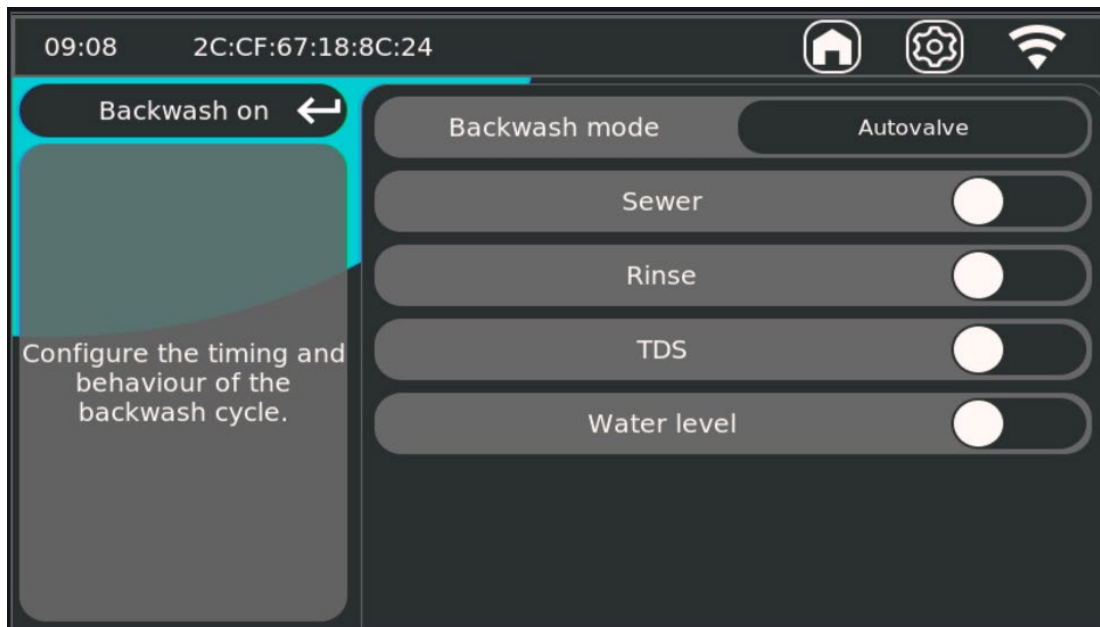 09:08 2C:CF:67:18:8C:24
Backwash on
Configure the timing and
behaviour of the
backwash cycle.
Backwash mode Autovalve
Sewer
Rinse
TDS
Water level